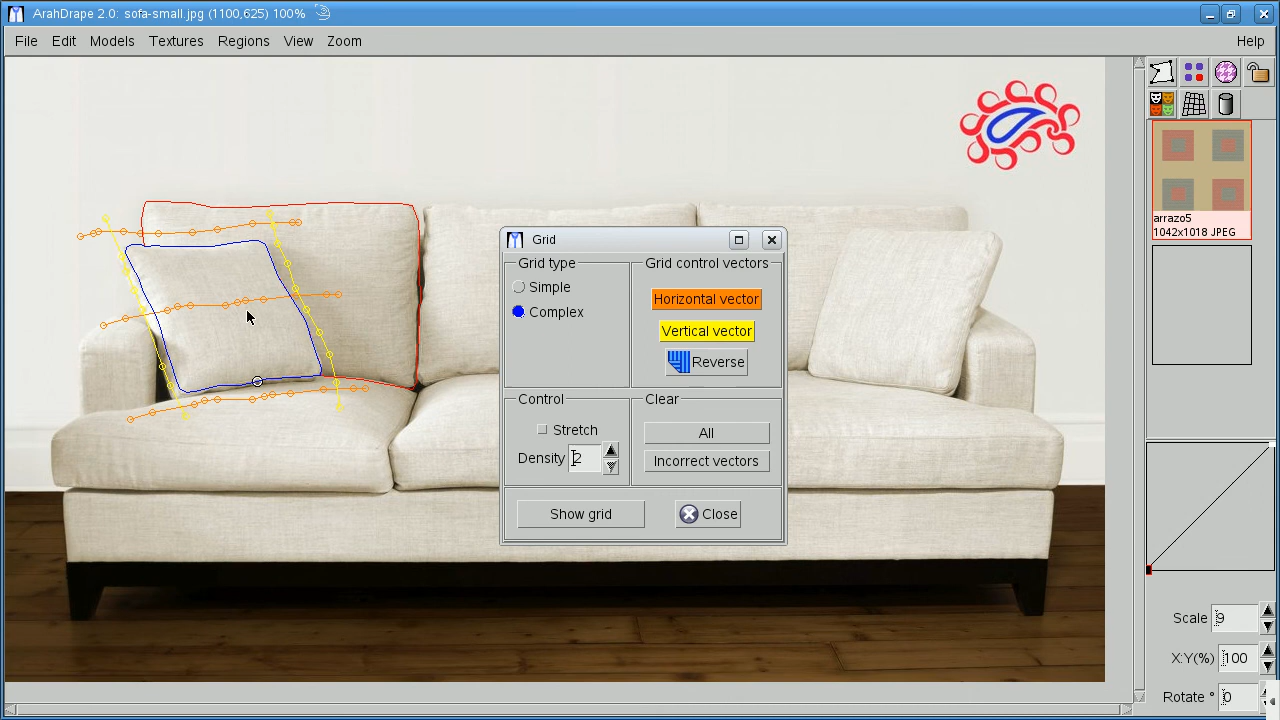 ArahDrape 2.0: sofa-small.jpg (1100,625) 100%
File Edit Models Textures Regions View Zoom Help
Grid
Grid type
Simple
Complex
Grid control vectors
Horizontal vector
Vertical vector
Reverse
Control
Stretch
Density 2
Clear
All
Incorrect vectors
Show grid
Close
arrazo5
1042x1018 JPEG
Scale 9
X:Y(%) 100
Rotate ° 0